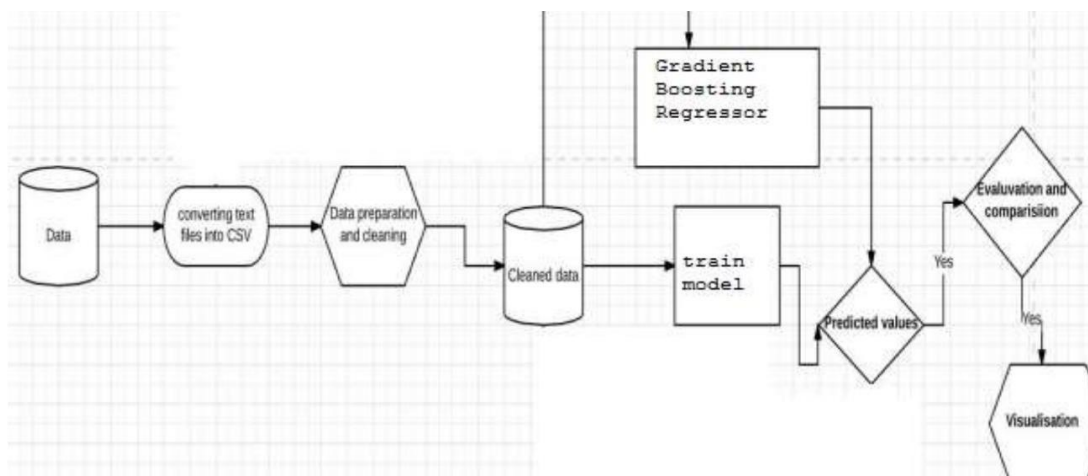 Gradient
Boosting
Regressor
Data
converting text
files into CSV
Data preparation
and cleaning
Cleaned data
train
model
Predicted values
Yes
Evaluvation and
comparisiion
Yes
Visualisation